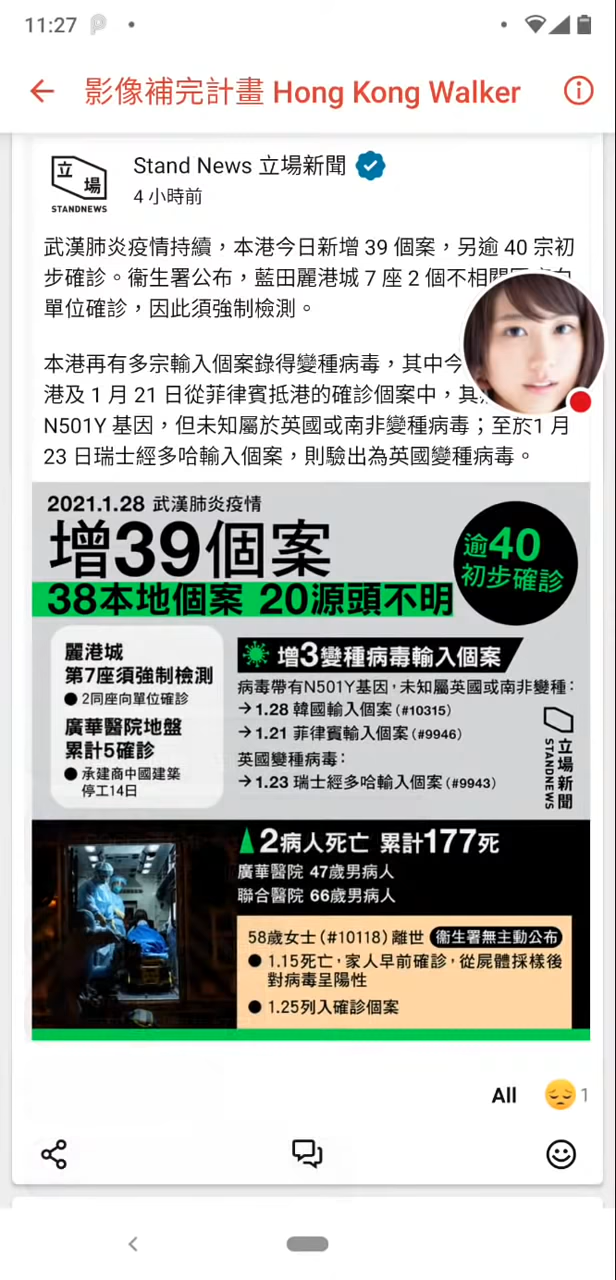 11:27
影像補完計畫 Hong Kong Walker
立場
STANDNEWS
Stand News 立場新聞
4 小時前
武漢肺炎疫情持續，本港今日新增 39 個案，另逾 40 宗初
步確診。衞生署公布，藍田麗港城 7 座 2 個不相關
單位確診，因此須強制檢測。
本港再有多宗輸入個案錄得變種病毒，其中今
港及 1 月 21 日從菲律賓抵港的確診個案中，其
N501Y 基因，但未知屬於英國或南非變種病毒；至於1 月
23 日瑞士經多哈輸入個案，則驗出為英國變種病毒。
2021.1.28 武漢肺炎疫情
增39個案
逾40
初步確診
38本地個案 20源頭不明
麗港城
第7座須強制檢測
● 2同座向單位確診
廣華醫院地盤
累計5確診
● 承建商中國建築
停工14日
增3變種病毒輸入個案
病毒帶有N501Y基因，未知屬英國或南非變種：
→1.28 韓國輸入個案 (#10315)
→1.21 菲律賓輸入個案 (#9946)
英國變種病毒：
→1.23 瑞士經多哈輸入個案 (#9943)
立場新聞
STANDNEWS
▲2病人死亡 累計177死
廣華醫院 47歲男病人
聯合醫院 66歲男病人
58歲女士 (#10118) 離世 衞生署無主動公布
● 1.15死亡，家人早前確診，從屍體採樣後
對病毒呈陽性
● 1.25列入確診個案
All 😔 1